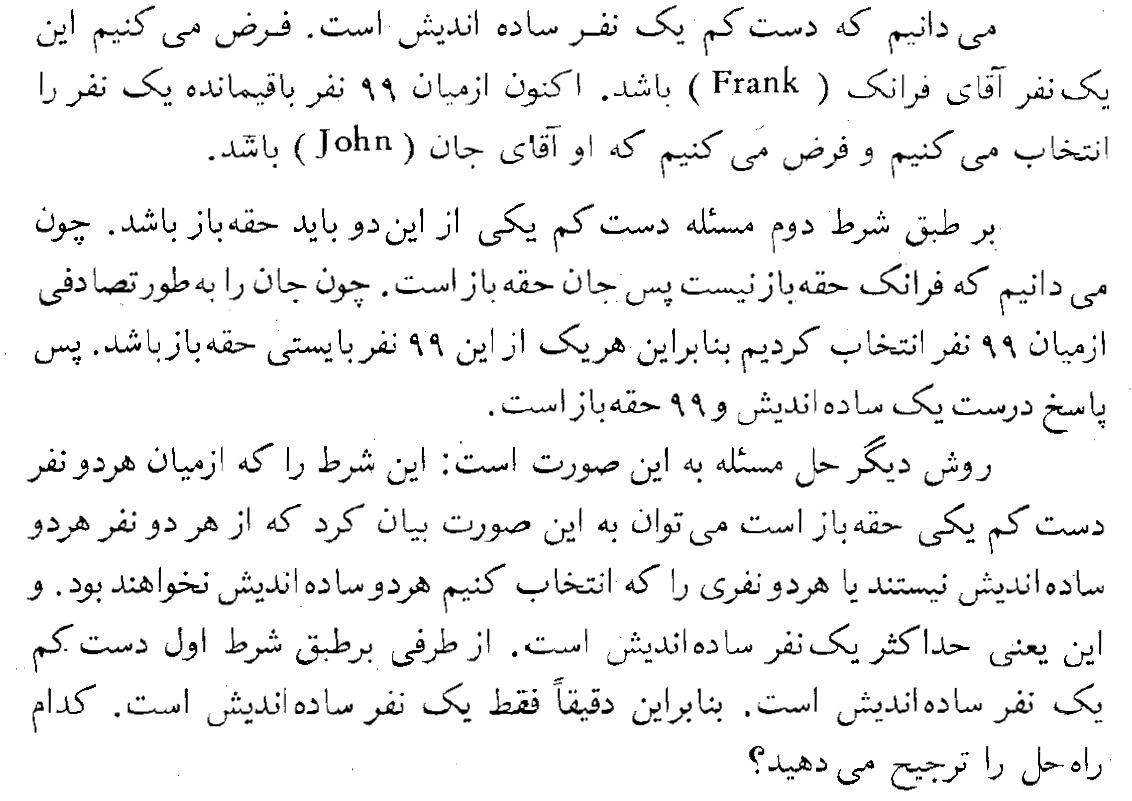 می دانیم که دست کم یک نفر ساده اندیش است. فرض می کنیم این
یک نفر آقای فرانک ( Frank ) باشد. اکنون ازمیان ۹۹ نفر باقیمانده یک نفر را
انتخاب می کنیم و فرض می کنیم که او آقای جان ( John ) باشد.
بر طبق شرط دوم مسئله دست کم یکی از این دو باید حقه باز باشد. چون
می دانیم که فرانک حقه باز نیست پس جان حقه باز است. چون جان را به طور تصادفی
ازمیان ۹۹ نفر انتخاب کردیم بنابراین هریک از این ۹۹ نفر بایستی حقه باز باشد. پس
پاسخ درست یک ساده اندیش و ۹۹ حقه باز است.
روش دیگر حل مسئله به این صورت است: این شرط را که ازمیان هردو نفر
دست کم یکی حقه باز است می توان به این صورت بیان کرد که از هر دو نفر هردو
ساده اندیش نیستند یا هردو نفری را که انتخاب کنیم هردو ساده اندیش نخواهند بود. و
این یعنی حداکثر یک نفر ساده اندیش است. از طرفی برطبق شرط اول دست کم
یک نفر ساده اندیش است. بنابراین دقیقاً فقط یک نفر ساده اندیش است. کدام
راه حل را ترجیح می دهید؟